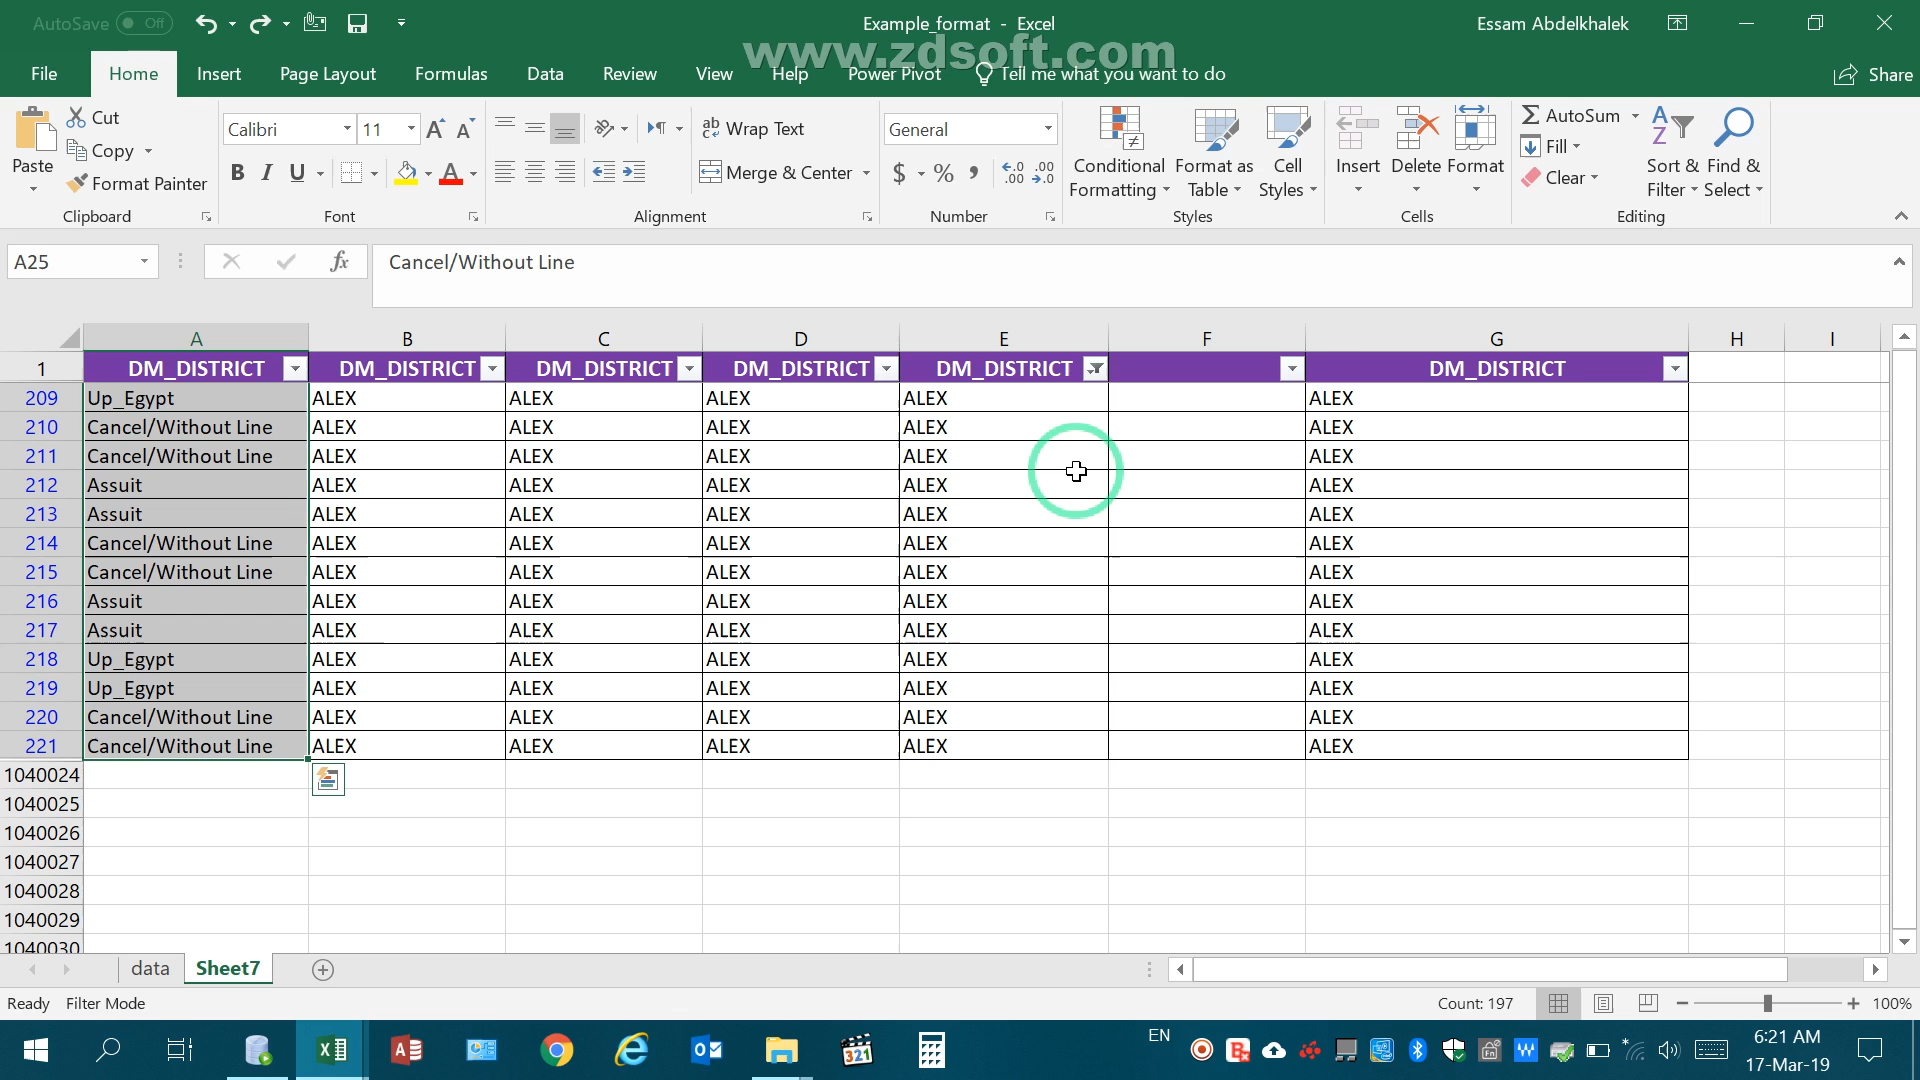 AutoSave Off
Example_format - Excel
Essam Abdelkhalek
www.zdsoft.com
File Home Insert Page Layout Formulas Data Review View Help Power Pivot Tell me what you want to do Share
Paste
Cut
Copy
Format Painter
Clipboard
Calibri 11
B I U
Font
Wrap Text
Merge & Center
Alignment
General
$ % ,
Number
Conditional Formatting
Format as Table
Cell Styles
Styles
Insert Delete Format
Cells
AutoSum
Fill
Clear
Sort & Filter
Find & Select
Editing
A25 fx Cancel/Without Line
A B C D E F G H I
1 DM_DISTRICT DM_DISTRICT DM_DISTRICT DM_DISTRICT DM_DISTRICT DM_DISTRICT
209 Up_Egypt ALEX ALEX ALEX ALEX ALEX
210 Cancel/Without Line ALEX ALEX ALEX ALEX ALEX
211 Cancel/Without Line ALEX ALEX ALEX ALEX ALEX
212 Assuit ALEX ALEX ALEX ALEX ALEX
213 Assuit ALEX ALEX ALEX ALEX ALEX
214 Cancel/Without Line ALEX ALEX ALEX ALEX ALEX
215 Cancel/Without Line ALEX ALEX ALEX ALEX ALEX
216 Assuit ALEX ALEX ALEX ALEX ALEX
217 Assuit ALEX ALEX ALEX ALEX ALEX
218 Up_Egypt ALEX ALEX ALEX ALEX ALEX
219 Up_Egypt ALEX ALEX ALEX ALEX ALEX
220 Cancel/Without Line ALEX ALEX ALEX ALEX ALEX
221 Cancel/Without Line ALEX ALEX ALEX ALEX ALEX
1040024
1040025
1040026
1040027
1040028
1040029
1040030
data Sheet7
Ready Filter Mode Count: 197 100%
EN
6:21 AM
17-Mar-19